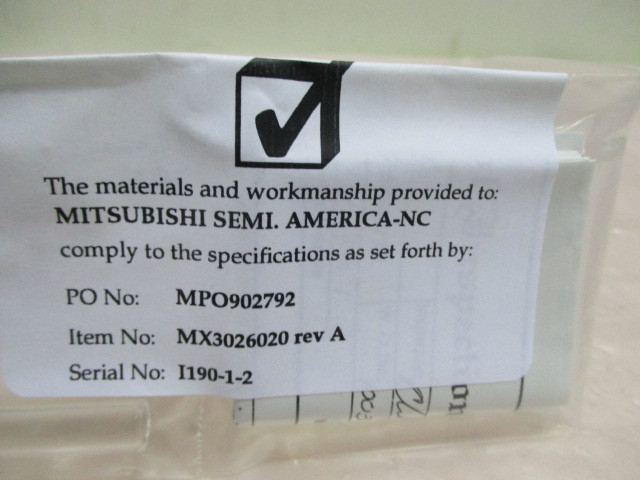 The materials and workmanship provided to:
MITSUBISHI SEMI. AMERICA-NC
comply to the specifications as set forth by:
PO No: MPO902792
Item No: MX3026020 rev A
Serial No: I190-1-2